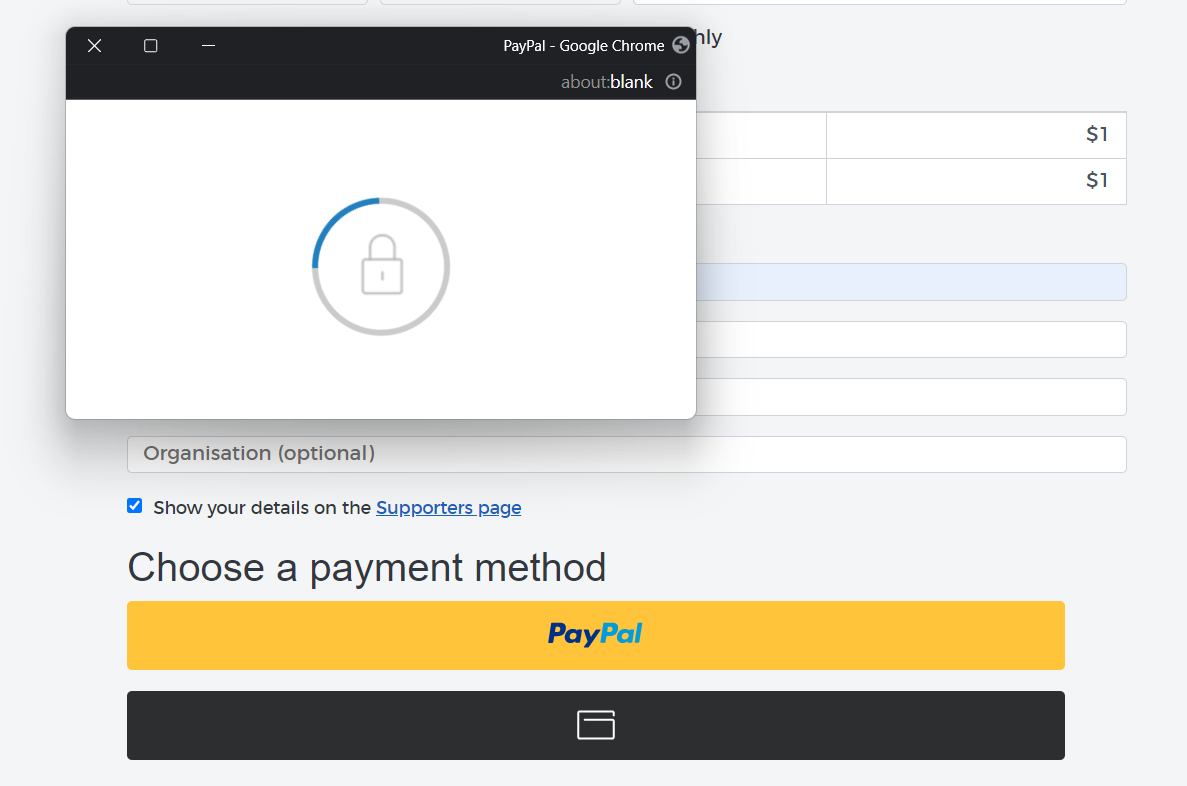 PayPal - Google Chrome
about:blank
hly
$1
$1
Organisation (optional)
Show your details on the Supporters page
Choose a payment method
PayPal